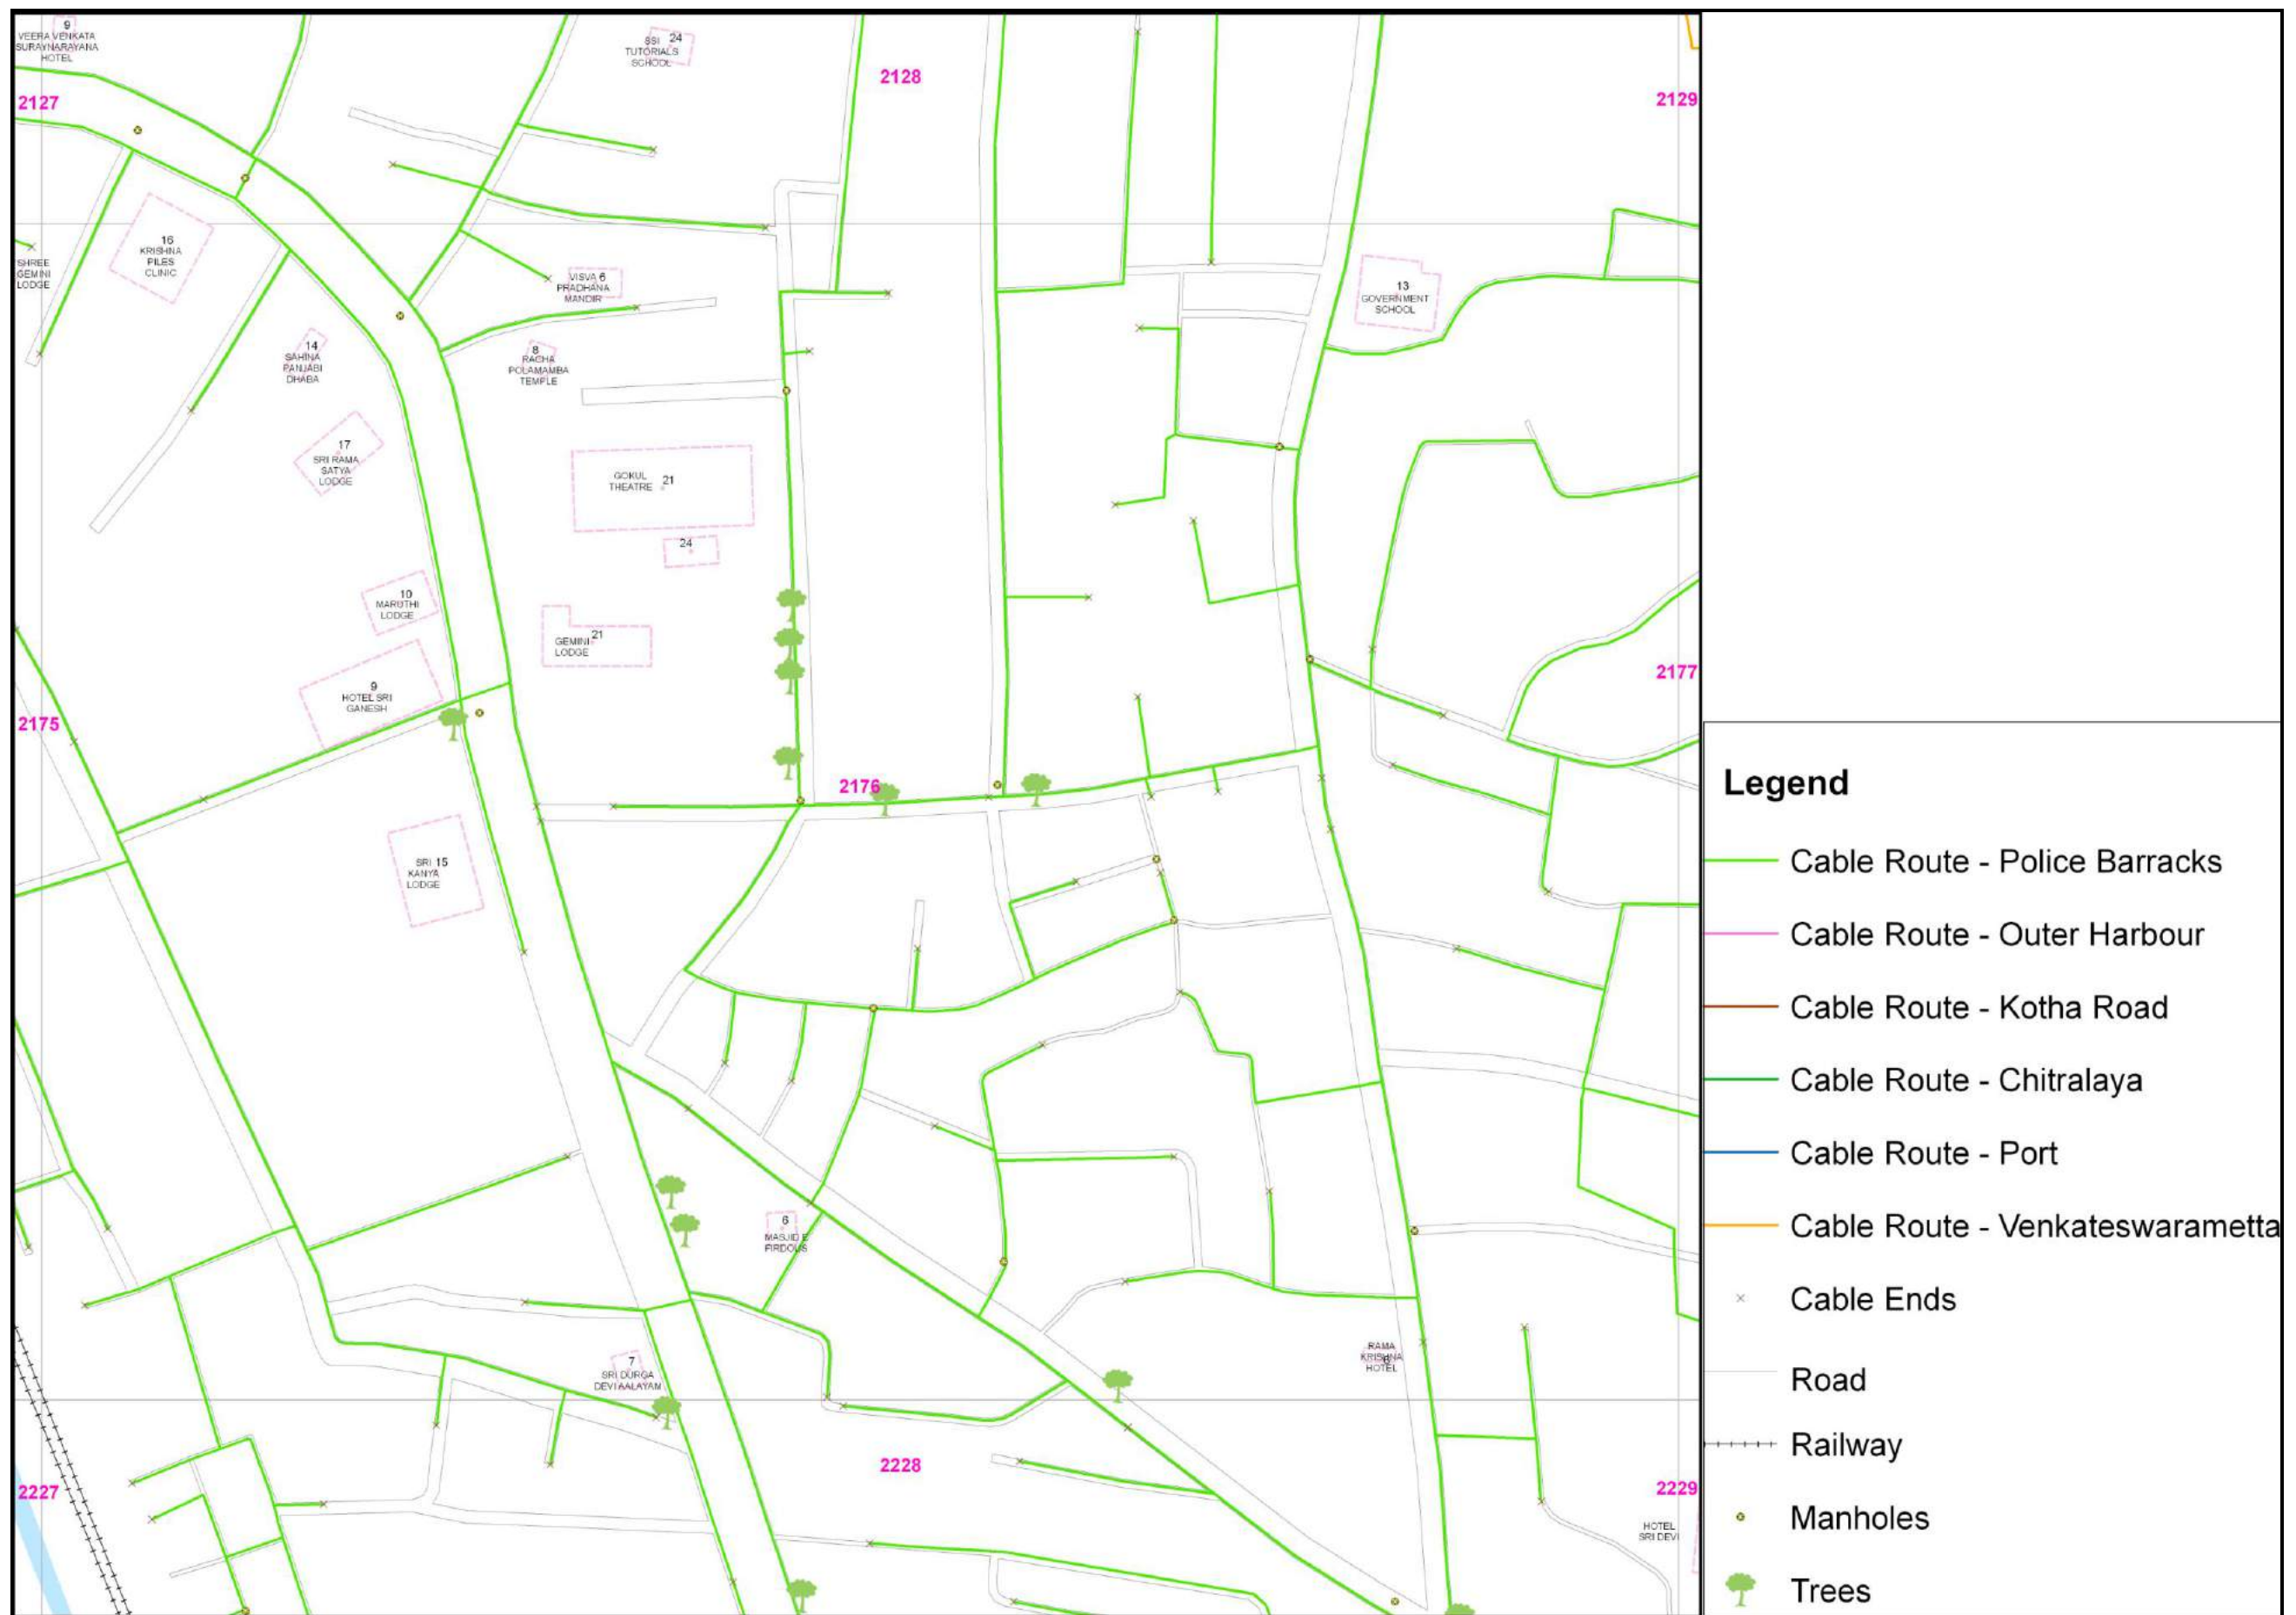 9
VEERA VENKATA
SURAYNARAYANA
HOTEL
SSI 24
TUTORIALS
SCHOOL
2128
2127
2129
16
KRISHNA
PILES
CLINIC
SHREE
GEMINI
LODGE
VISVA 6
PRADHANA
MANDIR
13
GOVERNMENT
SCHOOL
14
SAHINA
PANJABI
DHABA
8
RACHA
POLAMAMBA
TEMPLE
17
SRI RAMA
SATYA
LODGE
GOKUL
THEATRE 21
24
10
MARUTHI
LODGE
GEMINI 21
LODGE
2177
9
HOTEL SRI
GANESH
2175
2176
SRI 15
KANYA
LODGE
6
MASJID E
FIRDOUS
7
SRI DURGA
DEVI AALAYAM
RAMA
KRISHNA
6
HOTEL
2228
2227
2229
HOTEL
SRI DEVI
Legend
Cable Route - Police Barracks
Cable Route - Outer Harbour
Cable Route - Kotha Road
Cable Route - Chitralaya
Cable Route - Port
Cable Route - Venkateswarametta
Cable Ends
Road
Railway
Manholes
Trees